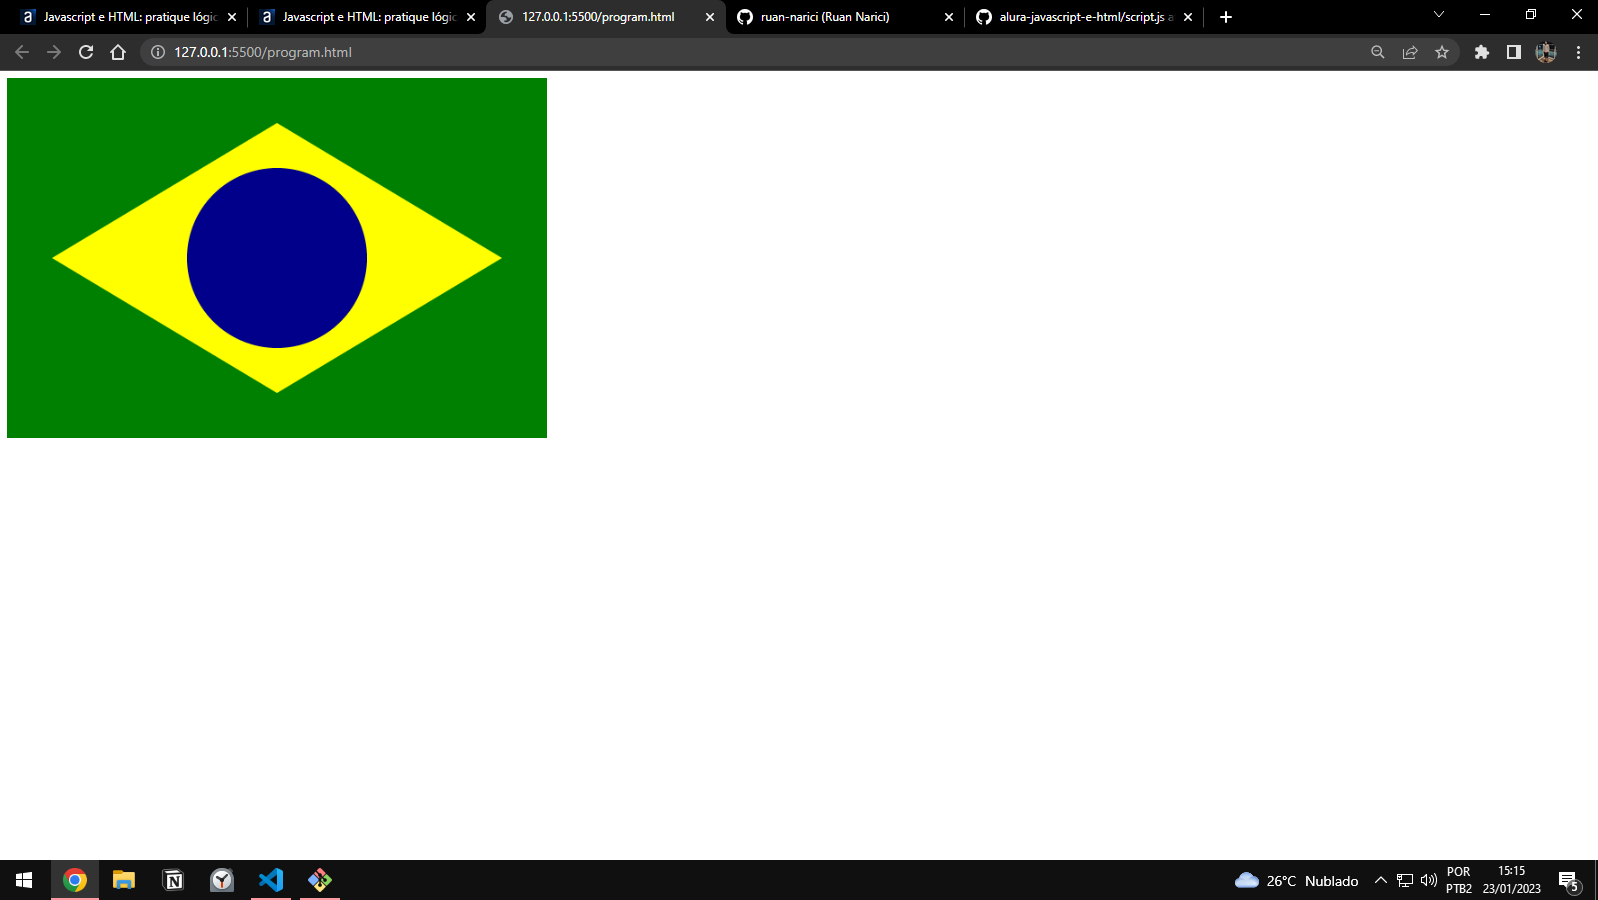 Javascript e HTML: pratique lógic
Javascript e HTML: pratique lógic
127.0.0.1:5500/program.html
ruan-narici (Ruan Narici)
alura-javascript-e-html/script.js a
127.0.0.1:5500/program.html
26°C Nublado
POR
PTB2
15:15
23/01/2023
5